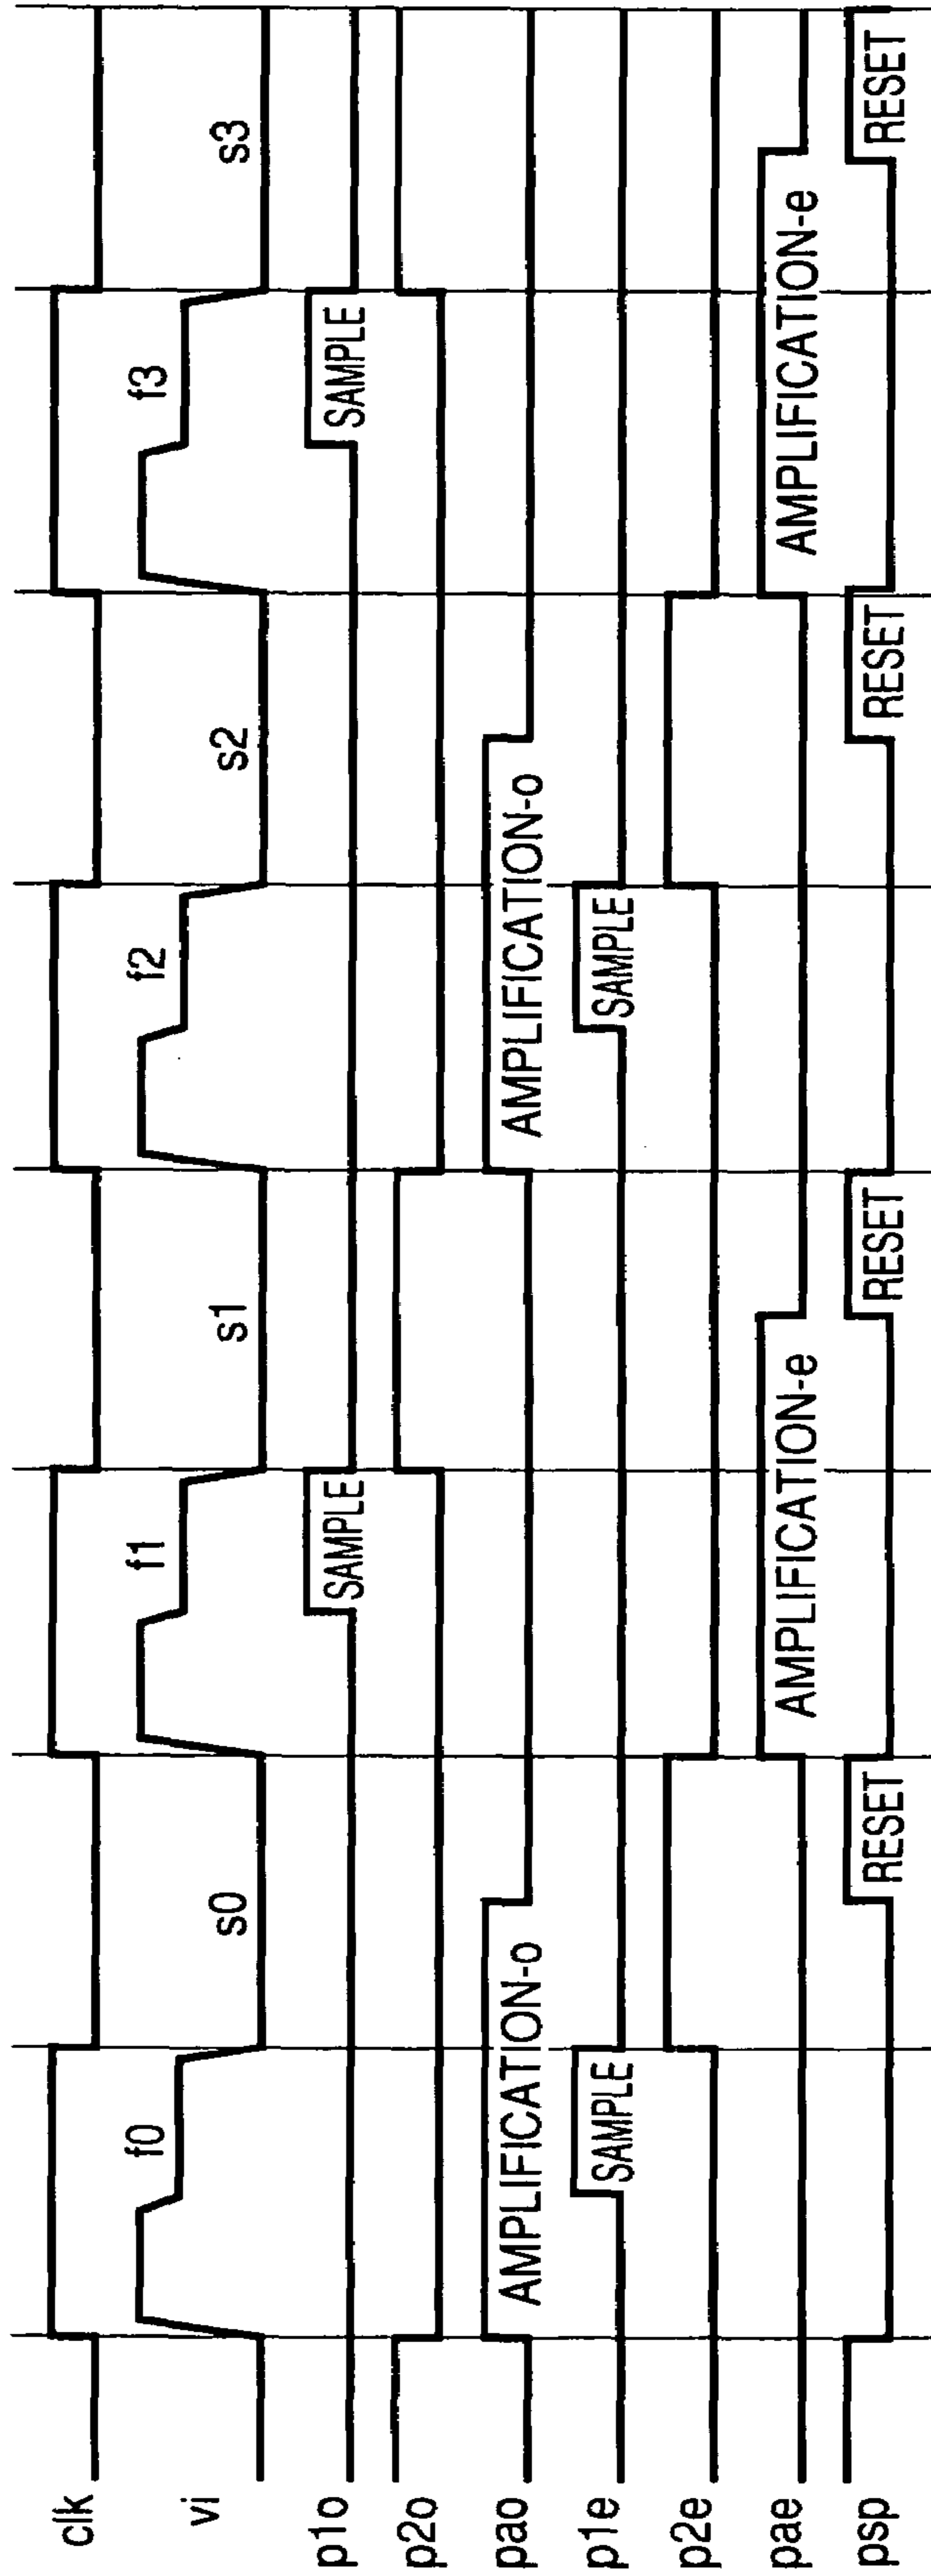 clk
vi f0 s0 f1 s1 f2 s2 f3 s3
p1o SAMPLE SAMPLE
p2o
pao AMPLIFICATION-o AMPLIFICATION-o
p1e SAMPLE SAMPLE
p2e
pae AMPLIFICATION-e AMPLIFICATION-e
psp RESET RESET RESET RESET